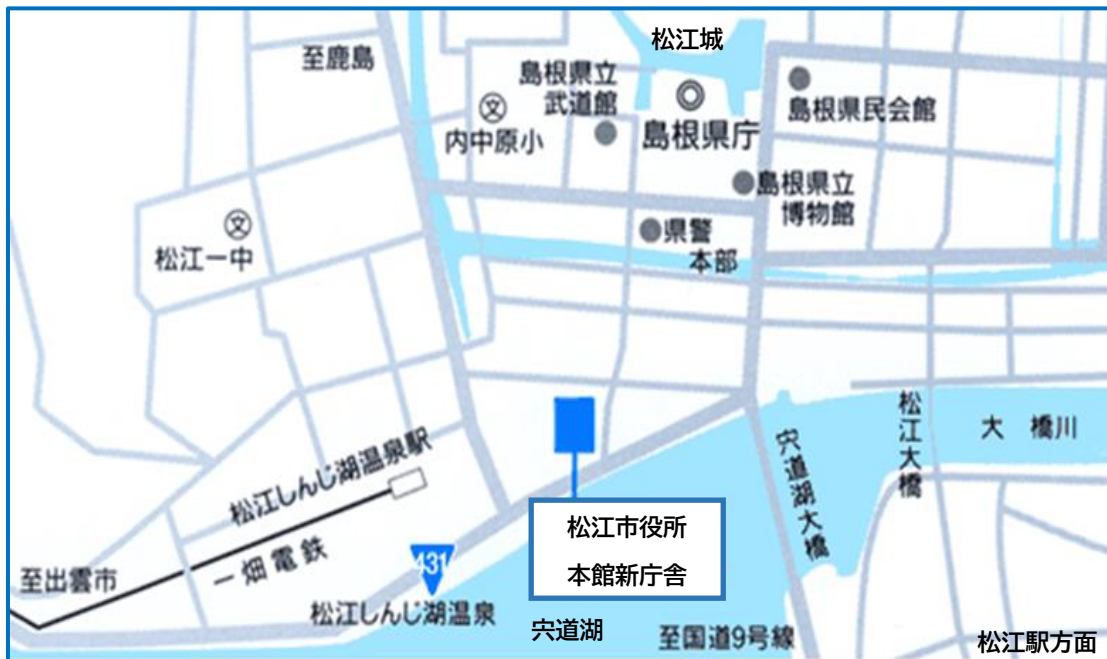 松江城
至鹿島
島根県立
武道館
文
内中原小
島根県庁
島根県民会館
島根県立
博物館
県警
本部
文
松江一中
松江しんじ湖温泉駅
一畑電鉄
至出雲市
431
松江しんじ湖温泉
松江市役所
本館新庁舎
宍道湖
宍道湖大橋
松江大橋
大橋川
至国道9号線
松江駅方面